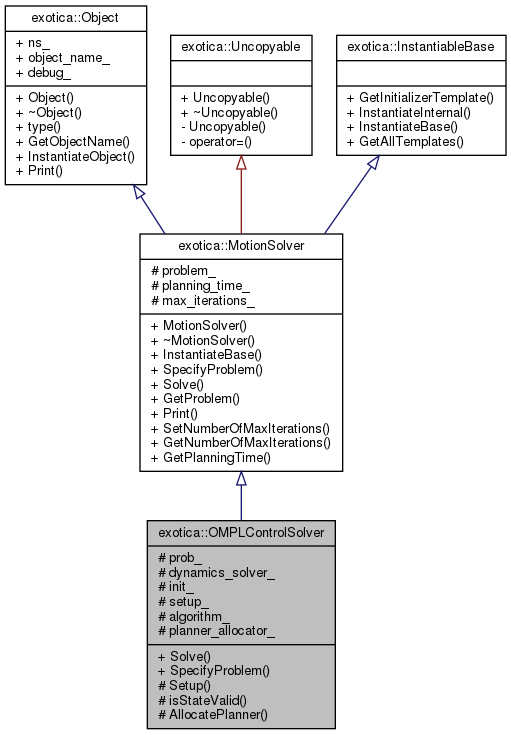 exotica::Object
+ ns_
+ object_name_
+ debug_
+ Object()
+ ~Object()
+ type()
+ GetObjectName()
+ InstantiateObject()
+ Print()
exotica::Uncopyable
+ Uncopyable()
+ ~Uncopyable()
- Uncopyable()
- operator=()
exotica::InstantiableBase
+ GetInitializerTemplate()
+ InstantiateInternal()
+ InstantiateBase()
+ GetAllTemplates()
exotica::MotionSolver
# problem_
# planning_time_
# max_iterations_
+ MotionSolver()
+ ~MotionSolver()
+ InstantiateBase()
+ SpecifyProblem()
+ Solve()
+ GetProblem()
+ Print()
+ SetNumberOfMaxIterations()
+ GetNumberOfMaxIterations()
+ GetPlanningTime()
exotica::OMPLControlSolver
# prob_
# dynamics_solver_
# init_
# setup_
# algorithm_
# planner_allocator_
+ Solve()
+ SpecifyProblem()
# Setup()
# isStateValid()
# AllocatePlanner()